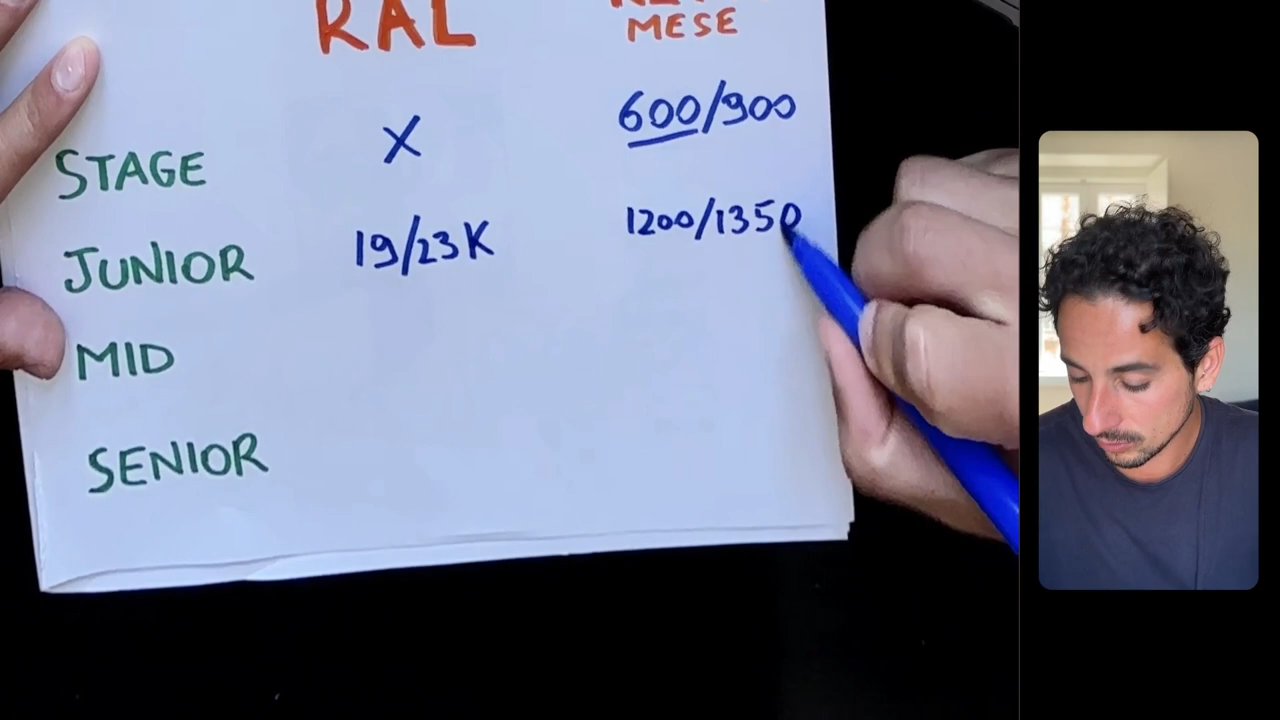 RAL
MESE
STAGE X 600/900
JUNIOR 19/23K 1200/1350
MID
SENIOR